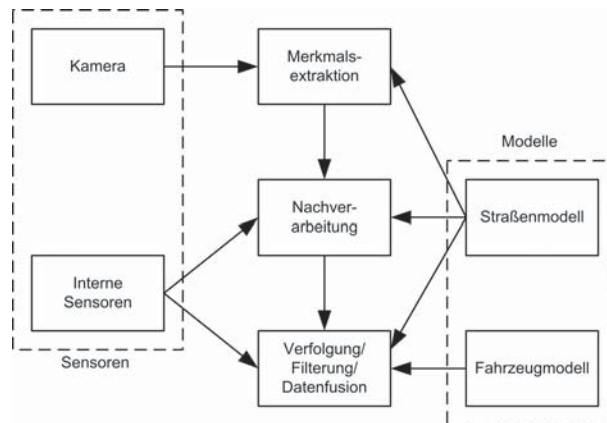 Kamera
Merkmals-
extraktion
Modelle
Nachver-
arbeitung
Straßenmodell
Interne
Sensoren
Sensoren
Verfolgung/
Filterung/
Datenfusion
Fahrzeugmodell